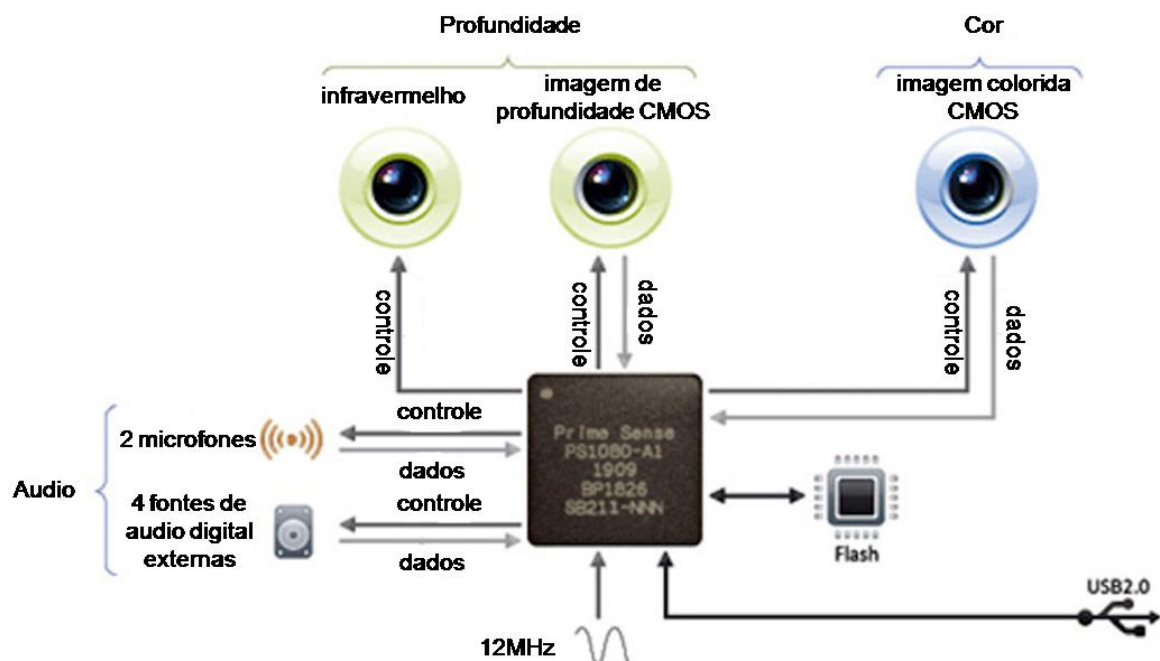 Profundidade
Cor
infravermelho
imagem de
profundidade CMOS
imagem colorida
CMOS
controle
controle
dados
controle
dados
Audio
2 microfones
controle
dados
4 fontes de
audio digital
externas
controle
dados
Prime Sense
PS1080-A1
1909
BP1826
SB211-NNN
Flash
USB2.0
12MHz